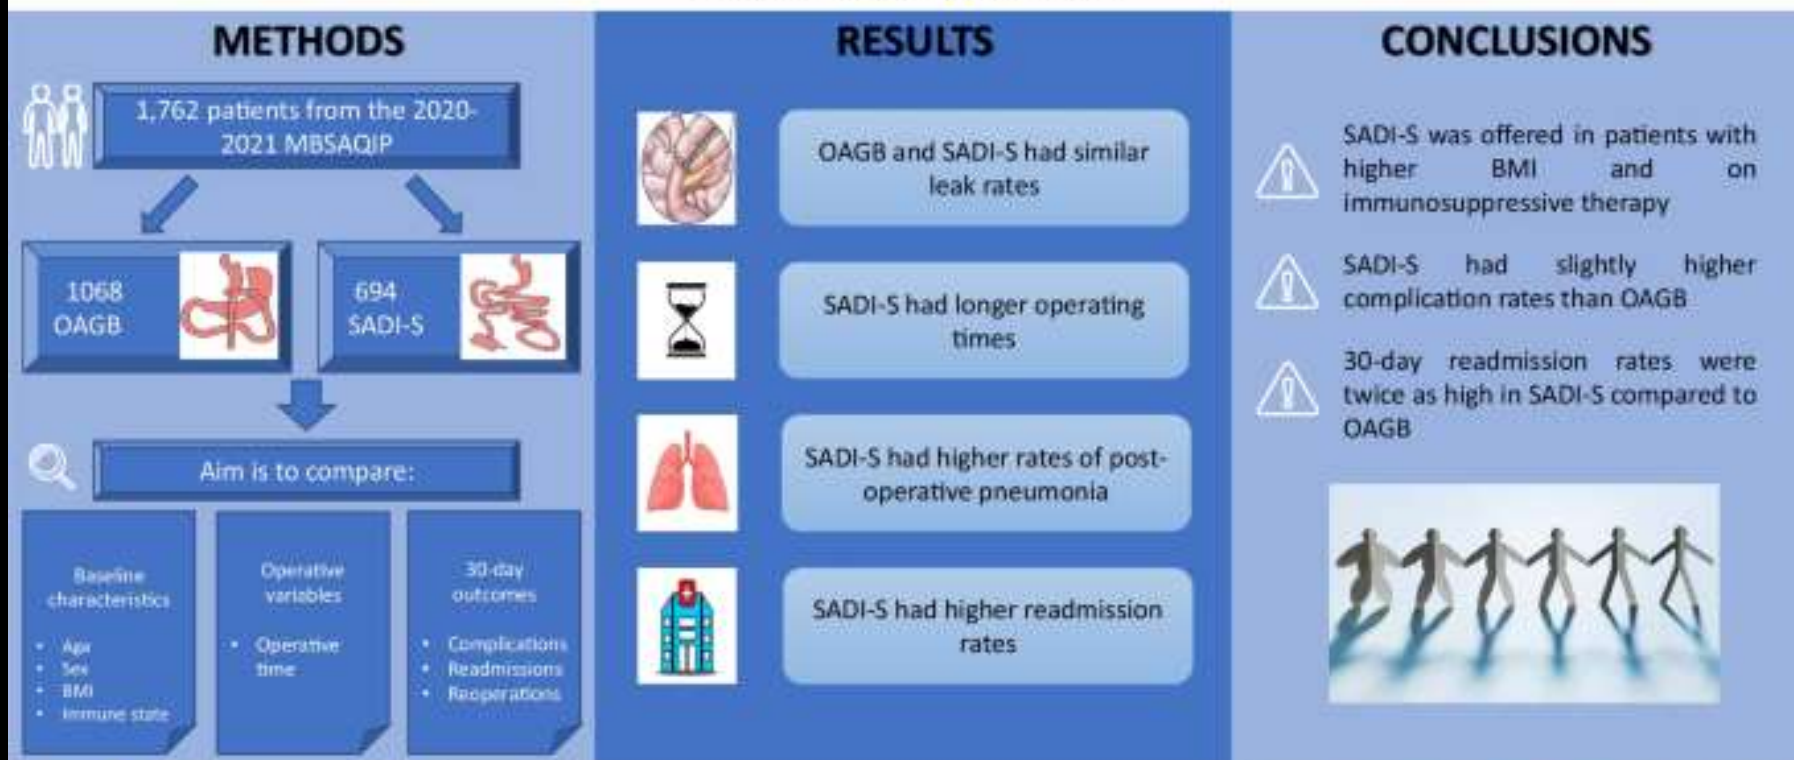 METHODS
1,762 patients from the 2020-
2021 MBSAQIP
1068
OAGB
694
SADI-S
Aim is to compare:
Baseline
characteristics
• Age
• Sex
• BMI
• Immune state
Operative
variables
• Operative
time
30-day
outcomes
• Complications
• Readmissions
• Reoperations
RESULTS
OAGB and SADI-S had similar
leak rates
SADI-S had longer operating
times
SADI-S had higher rates of post-
operative pneumonia
SADI-S had higher readmission
rates
CONCLUSIONS
SADI-S was offered in patients with
higher BMI and on
immunosuppressive therapy
SADI-S had slightly higher
complication rates than OAGB
30-day readmission rates were
twice as high in SADI-S compared to
OAGB